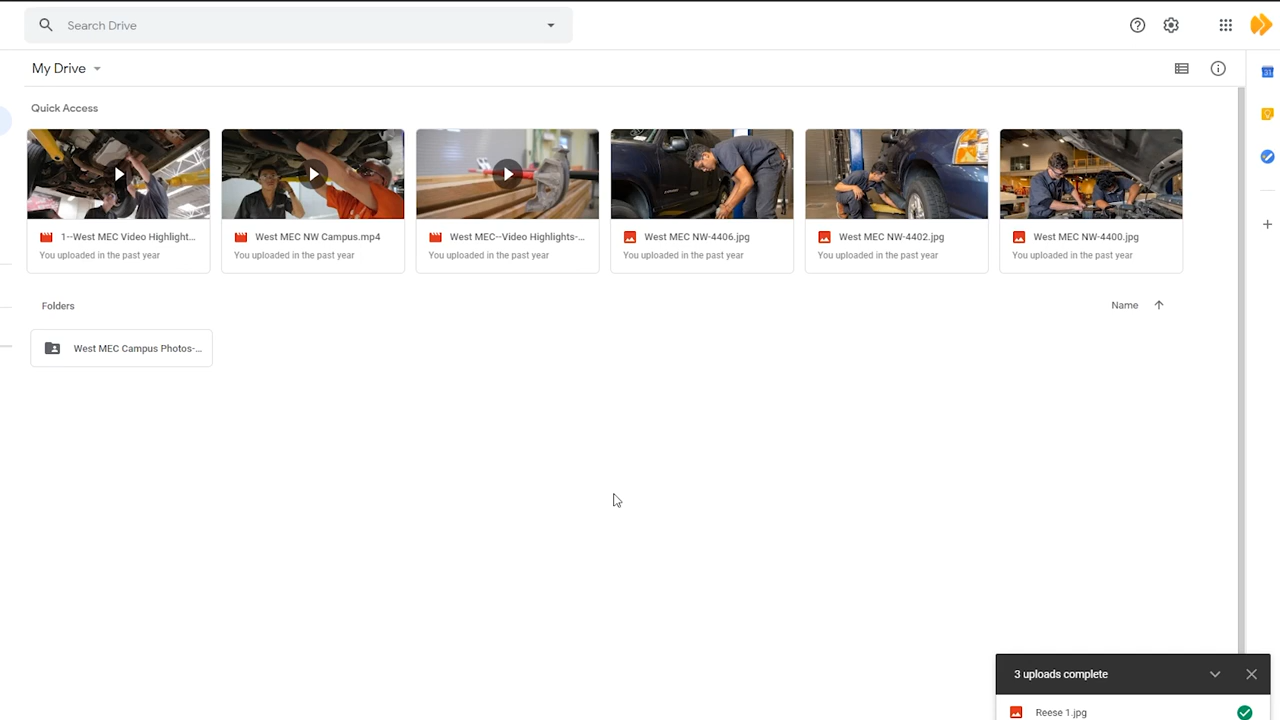 Search Drive
My Drive
Quick Access
1--West MEC Video Highlight...
You uploaded in the past year
West MEC NW Campus.mp4
You uploaded in the past year
West MEC--Video Highlights-...
You uploaded in the past year
West MEC NW-4406.jpg
You uploaded in the past year
West MEC NW-4402.jpg
You uploaded in the past year
West MEC NW-4400.jpg
You uploaded in the past year
Folders
Name
West MEC Campus Photos-...
3 uploads complete
Reese 1.jpg